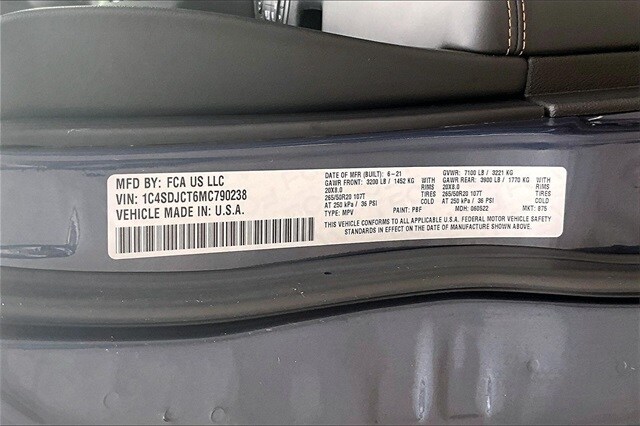 MFD BY: FCA US LLC
VIN: 1C4SDJCT6MC790238
VEHICLE MADE IN U.S.A.
DATE OF MFR (BUILT): 6-21 GVWR: 7100 LB / 3221 KG
GAWR FRONT: 3200 LB / 1452 KG WITH GAWR REAR: 3900 LB / 1770 KG WITH
20X8.0 TIRES 20X8.0 TIRES
265/50R20 107T RIMS 265/50R20 107T RIMS
AT 250 kPa / 36 PSI COLD AT 250 kPa / 36 PSI COLD
TYPE: MPV PAINT: PBF MDH: 060522 MKT: 875
THIS VEHICLE CONFORMS TO ALL APPLICABLE U.S.A. FEDERAL MOTOR VEHICLE SAFETY
STANDARDS IN EFFECT ON THE DATE OF MANUFACTURE SHOWN ABOVE.